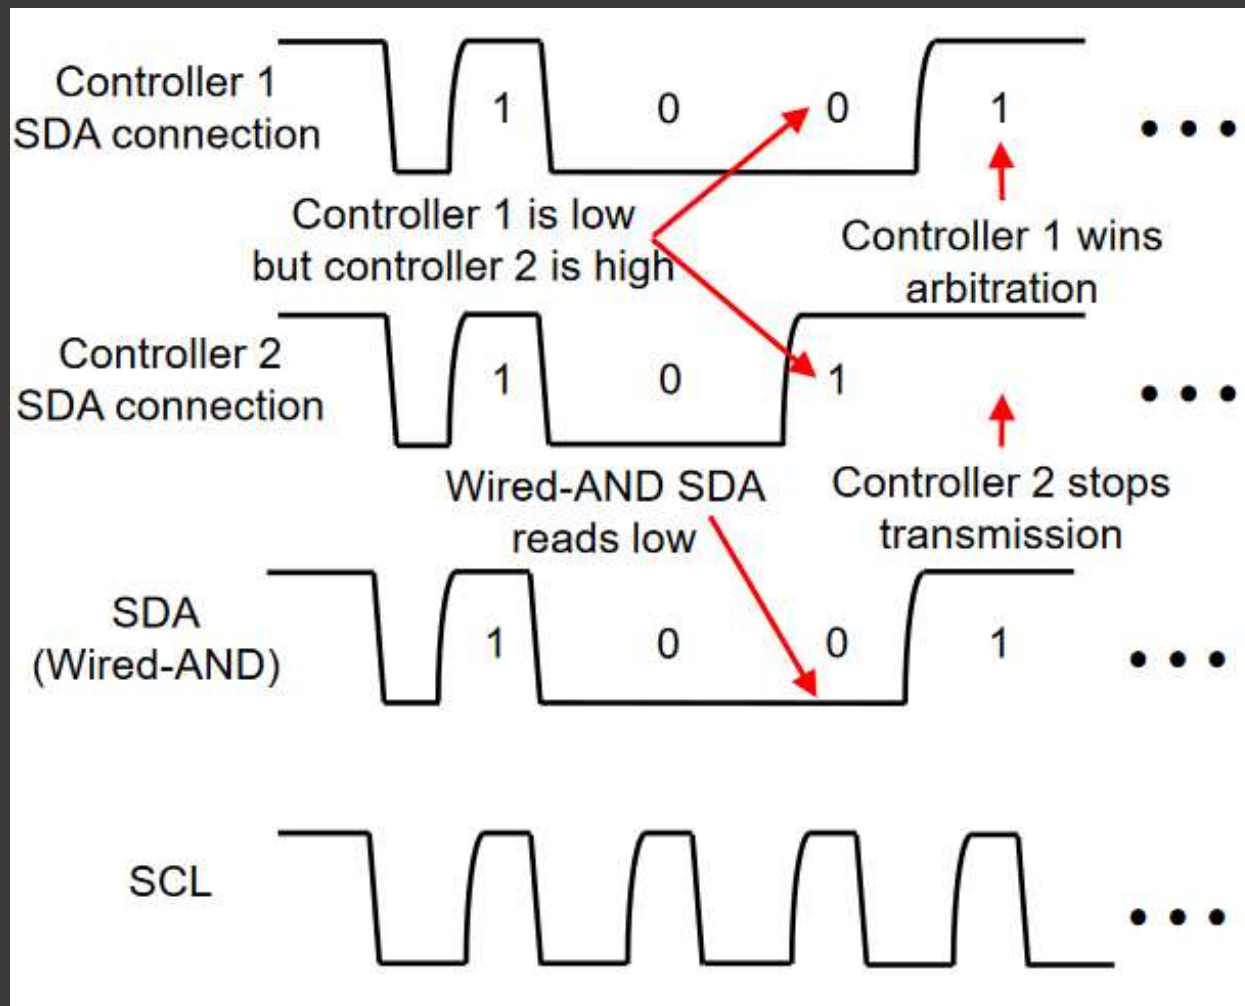 Controller 1
SDA connection
1 0 0 1
Controller 1 is low
but controller 2 is high
Controller 1 wins
arbitration
Controller 2
SDA connection
1 0 1
Wired-AND SDA
reads low
Controller 2 stops
transmission
SDA
(Wired-AND)
1 0 0 1
SCL